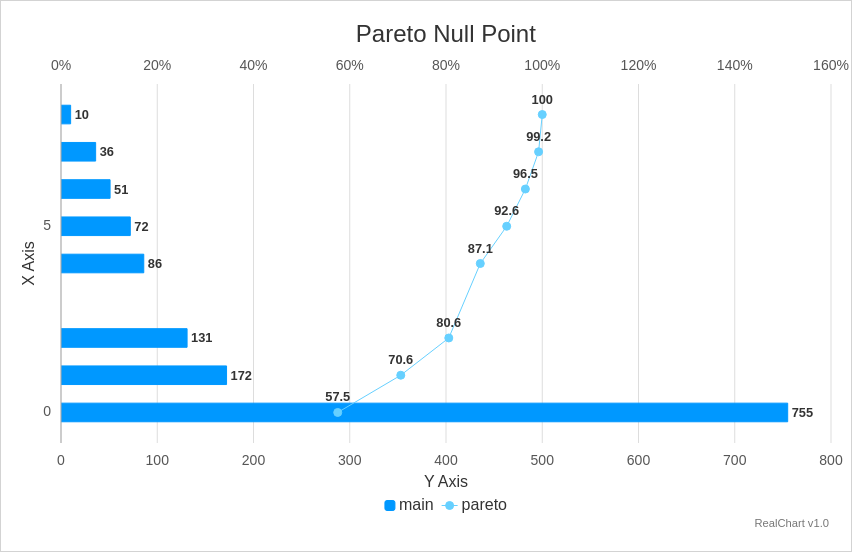 Pareto Null Point
0% 20% 40% 60% 80% 100% 120% 140% 160%
10 100
36 99.2
51 96.5
5 72 92.6
86 87.1
X Axis
131 80.6
172 70.6
0 57.5 755
0 100 200 300 400 500 600 700 800
Y Axis
main pareto
RealChart v1.0